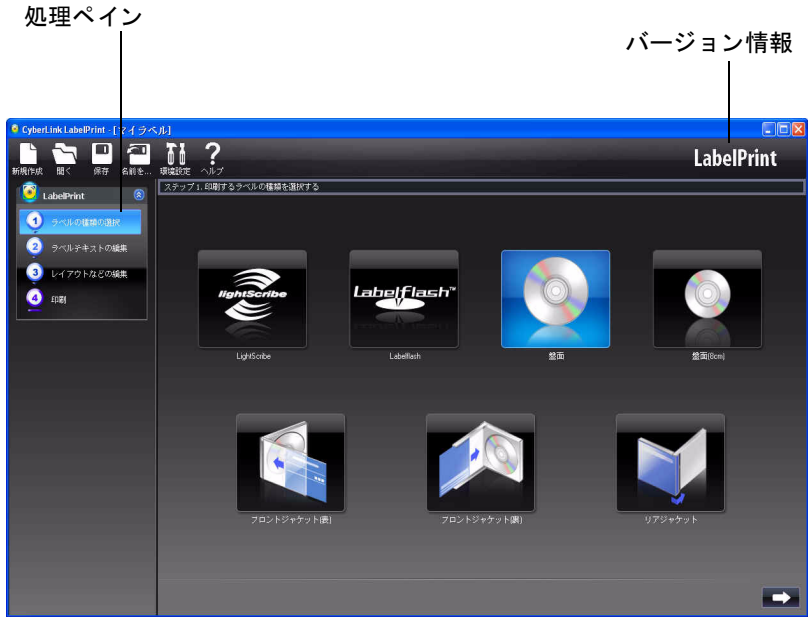 処理ペイン
バージョン情報
CyberLink LabelPrint - [マイラベル]
新規作成 開く 保存 名前を... 環境設定 ヘルプ
LabelPrint
LabelPrint
ステップ 1. 印刷するラベルの種類を選択する
1 ラベルの種類の選択
2 ラベルテキストの編集
3 レイアウトなどの編集
4 印刷
lightScribe
Labelflash™
LightScribe
Labelflash
盤面
盤面(8cm)
フロントジャケット(表)
フロントジャケット(裏)
リアジャケット